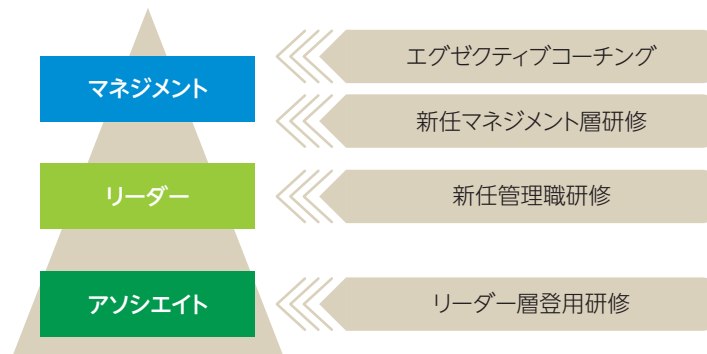 エグゼクティブコーチング
マネジメント
新任マネジメント層研修
リーダー
新任管理職研修
アソシエイト
リーダー層登用研修